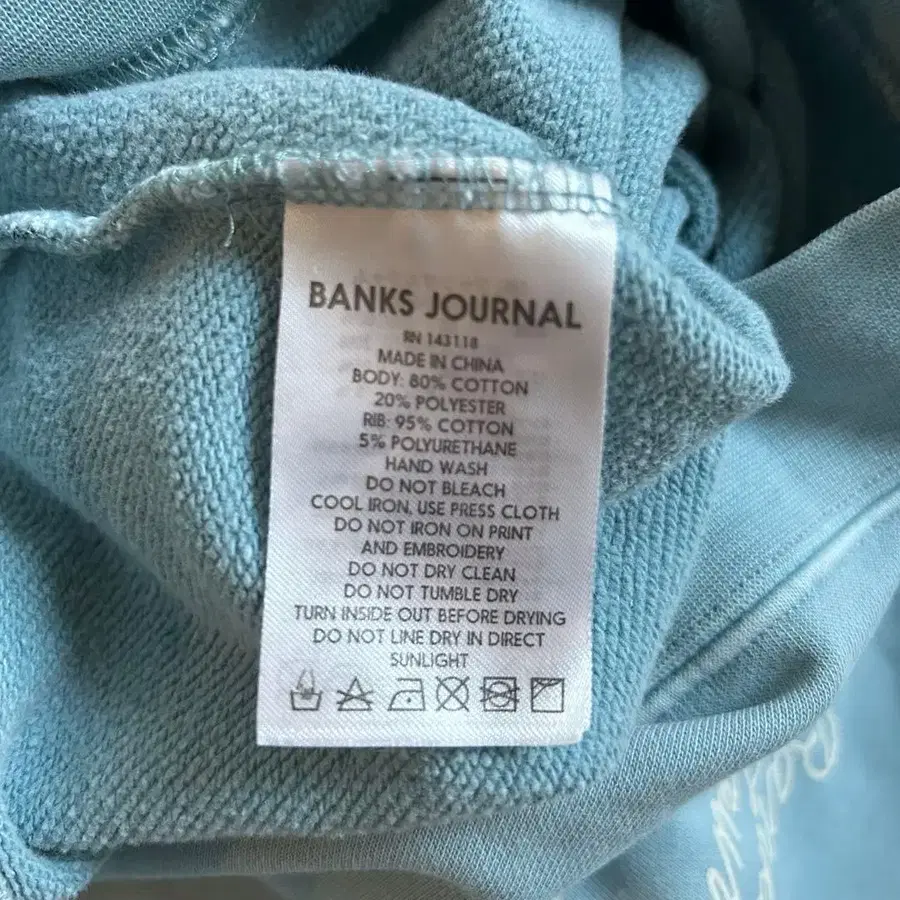 BANKS JOURNAL
RN 143118
MADE IN CHINA
BODY: 80% COTTON
20% POLYESTER
RIB: 95% COTTON
5% POLYURETHANE
HAND WASH
DO NOT BLEACH
COOL IRON, USE PRESS CLOTH
DO NOT IRON ON PRINT
AND EMBROIDERY
DO NOT DRY CLEAN
DO NOT TUMBLE DRY
TURN INSIDE OUT BEFORE DRYING
DO NOT LINE DRY IN DIRECT
SUNLIGHT